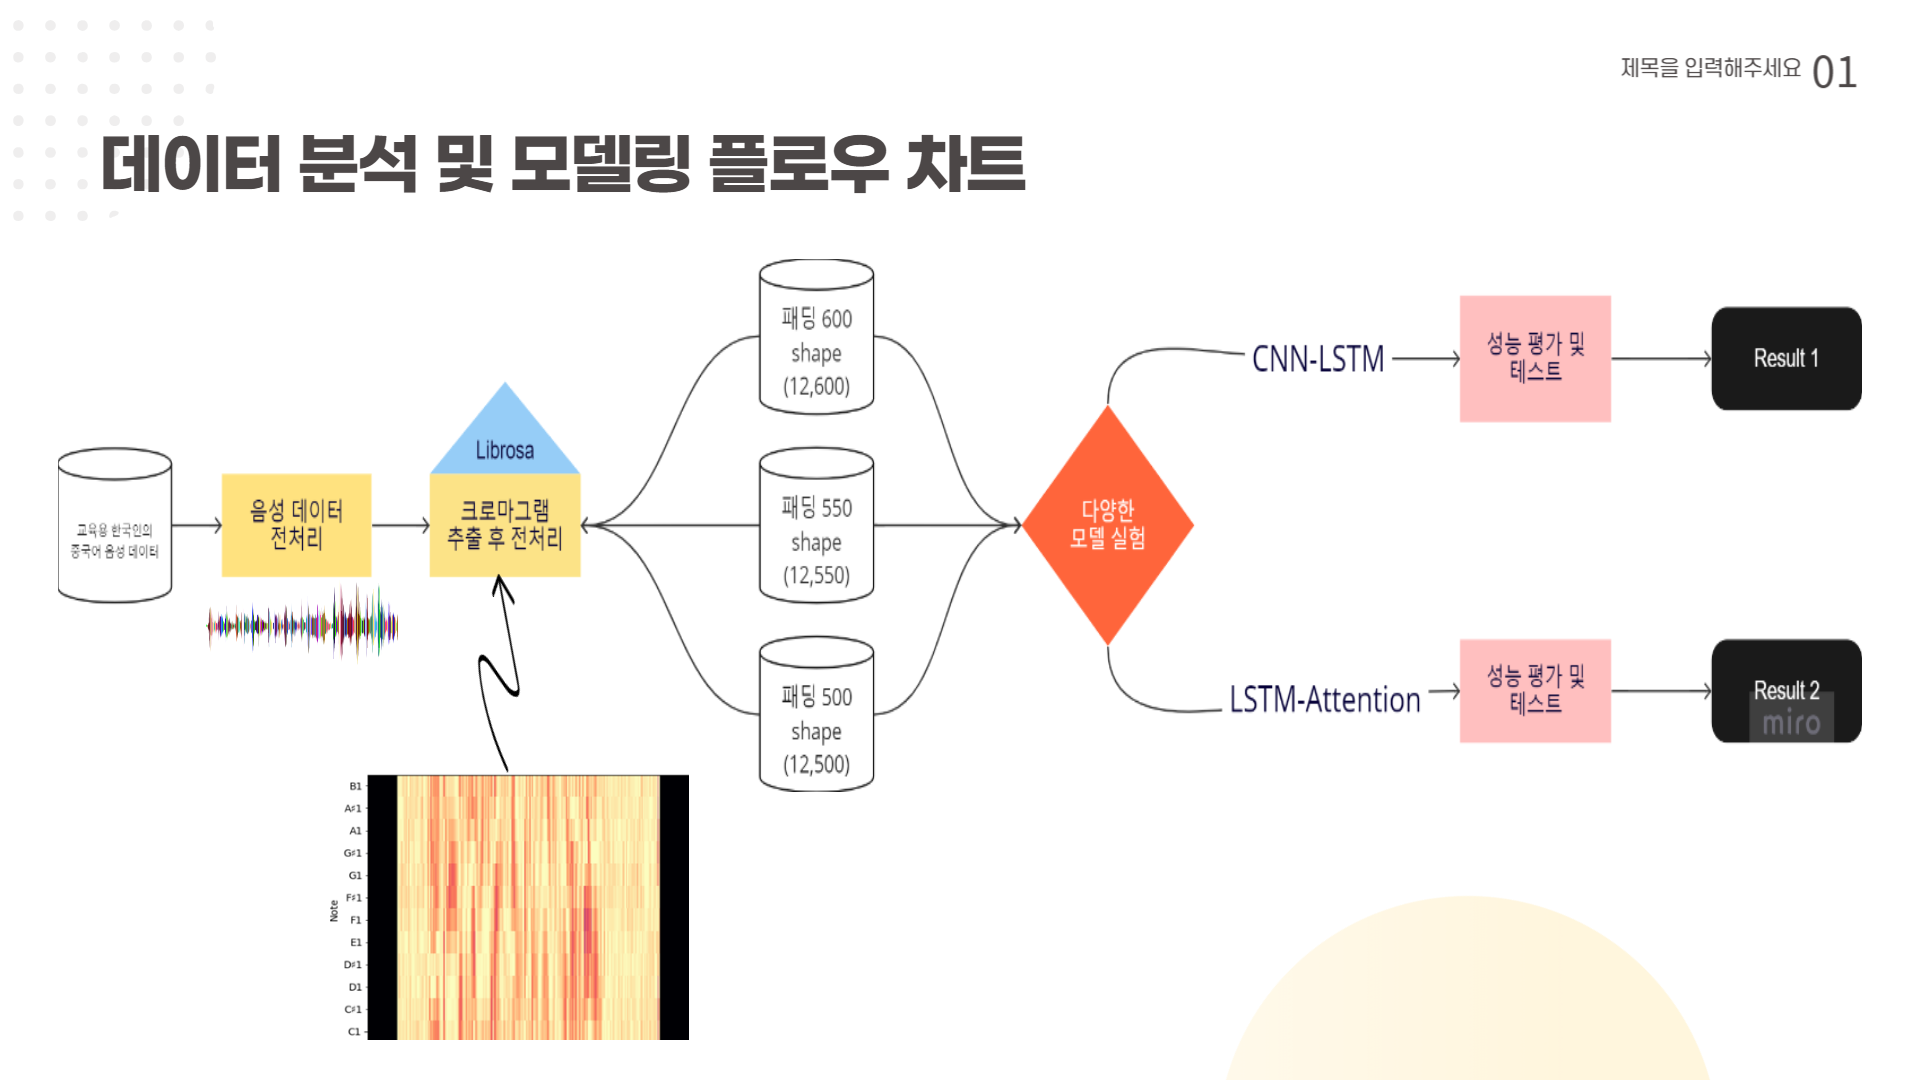 제목을 입력해주세요 01
데이터 분석 및 모델링 플로우 차트
교육용 한국인의
중국어 음성 데이터
음성 데이터
전처리
Librosa
크로마그램
추출 후 전처리
패딩 600
shape
(12,600)
패딩 550
shape
(12,550)
패딩 500
shape
(12,500)
다양한
모델 실험
CNN-LSTM
성능 평가 및
테스트
Result 1
LSTM-Attention
성능 평가 및
테스트
Result 2
miro
Note
B1
A♯1
A1
G♯1
G1
F♯1
F1
E1
D♯1
D1
C♯1
C1